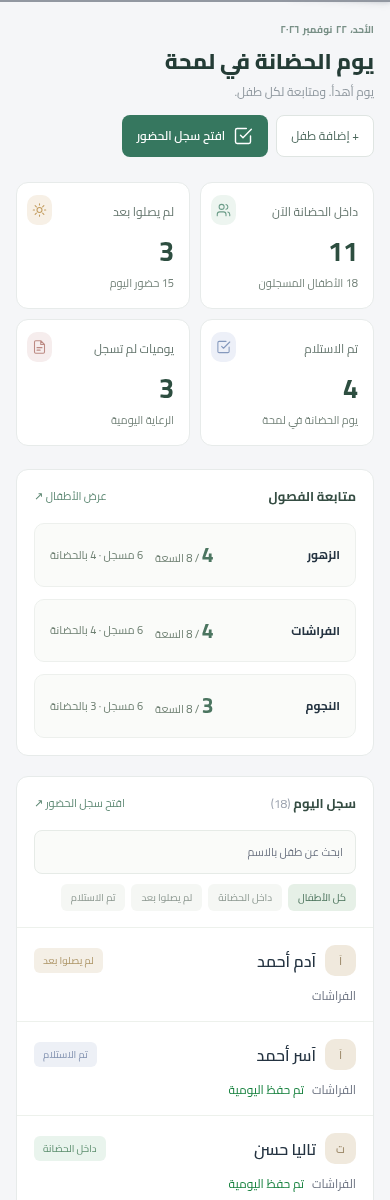 الأحد، ٢٢ نوفمبر ٢٠٢٦
يوم الحضانة في لمحة
يوم أهدأ. ومتابعة لكل طفل.
+ إضافة طفل
افتح سجل الحضور
داخل الحضانة الآن
11
18 الأطفال المسجلون
لم يصلوا بعد
3
15 حضور اليوم
تم الاستلام
4
يوم الحضانة في لمحة
يوميات لم تسجل
3
الرعاية اليومية
متابعة الفصول
عرض الأطفال ↗
الزهور
4 / 8 السعة
6 مسجل · 4 بالحضانة
الفراشات
4 / 8 السعة
6 مسجل · 4 بالحضانة
النجوم
3 / 8 السعة
6 مسجل · 3 بالحضانة
سجل اليوم (18)
افتح سجل الحضور ↗
ابحث عن طفل بالاسم
كل الأطفال
داخل الحضانة
لم يصلوا بعد
تم الاستلام
آ
آدم أحمد
لم يصلوا بعد
الفراشات
آ
آسر أحمد
تم الاستلام
الفراشات تم حفظ اليومية
ت
تاليا حسن
داخل الحضانة
الفراشات تم حفظ اليومية